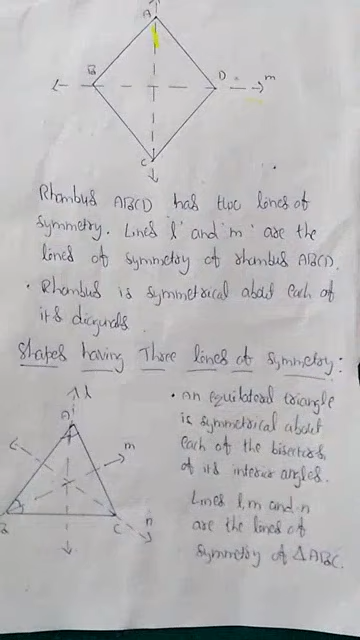 A
B
D
m
C
Rhombus ABCD has two lines of
symmetry. Lines 'l' and 'm' are the
lines of symmetry of rhombus ABCD.
• Rhombus is symmetrical about each of
its diagonals.
Shapes having Three lines of symmetry:
l
A
m
B
C
n
• An equilateral triangle
is symmetrical about
each of the bisectors
of its interior angles.
Lines l, m and n
are the lines of
symmetry of ΔABC.